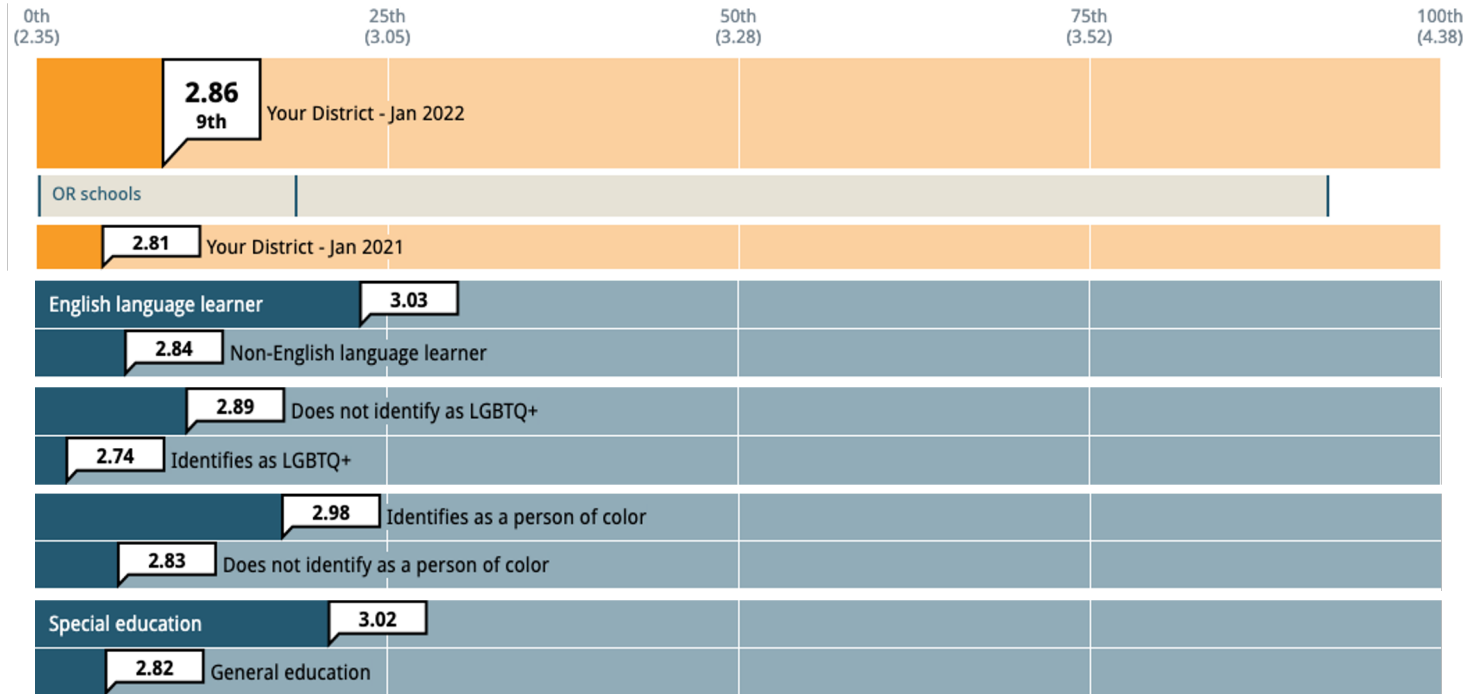 0th 25th 50th 75th 100th
(2.35) (3.05) (3.28) (3.52) (4.38)
2.86
9th
Your District - Jan 2022
OR schools
2.81 Your District - Jan 2021
English language learner 3.03
2.84 Non-English language learner
2.89 Does not identify as LGBTQ+
2.74 Identifies as LGBTQ+
2.98 Identifies as a person of color
2.83 Does not identify as a person of color
Special education 3.02
2.82 General education